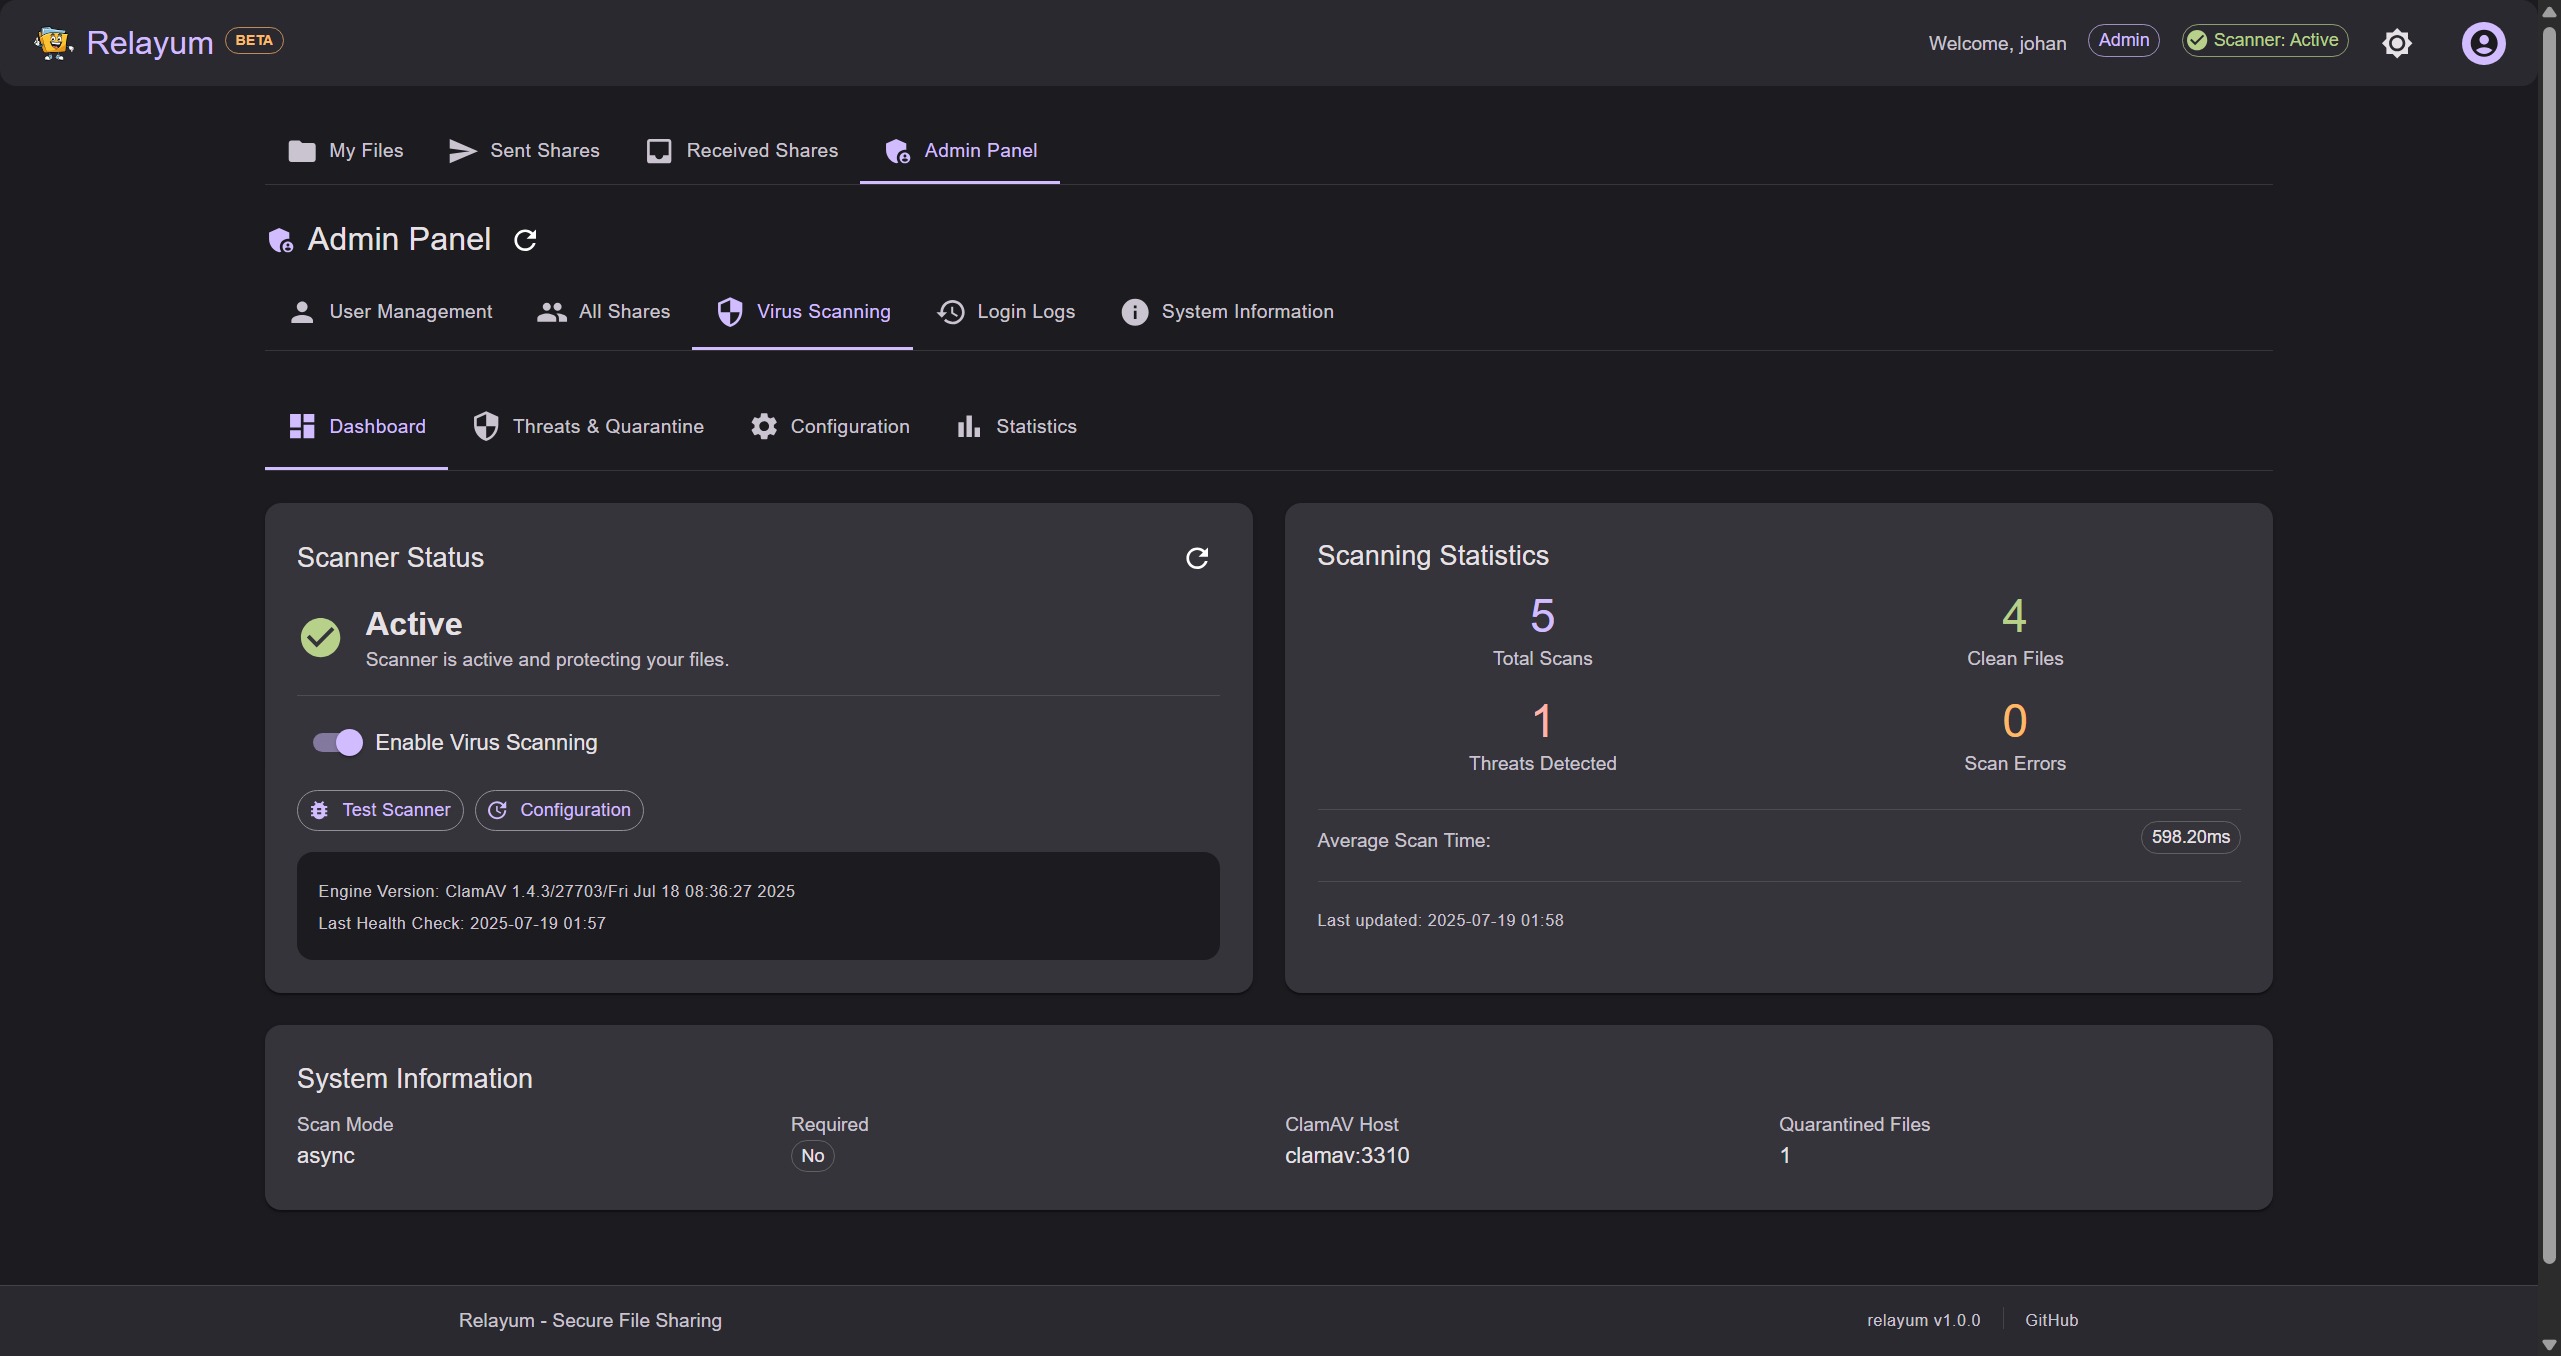 Relayum BETA
Welcome, johan Admin Scanner: Active
My Files Sent Shares Received Shares Admin Panel
Admin Panel
User Management All Shares Virus Scanning Login Logs System Information
Dashboard Threats & Quarantine Configuration Statistics
Scanner Status
Active
Scanner is active and protecting your files.
Enable Virus Scanning
Test Scanner Configuration
Engine Version: ClamAV 1.4.3/27703/Fri Jul 18 08:36:27 2025
Last Health Check: 2025-07-19 01:57
Scanning Statistics
5 4
Total Scans Clean Files
1 0
Threats Detected Scan Errors
Average Scan Time: 598.20ms
Last updated: 2025-07-19 01:58
System Information
Scan Mode Required ClamAV Host Quarantined Files
async No clamav:3310 1
Relayum - Secure File Sharing relayum v1.0.0 GitHub